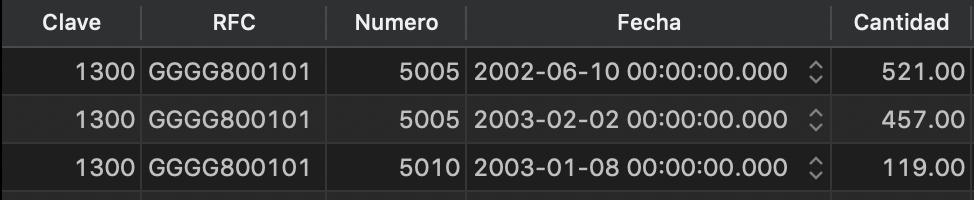 Clave RFC Numero Fecha Cantidad
1300 GGGG800101 5005 2002-06-10 00:00:00.000 521.00
1300 GGGG800101 5005 2003-02-02 00:00:00.000 457.00
1300 GGGG800101 5010 2003-01-08 00:00:00.000 119.00